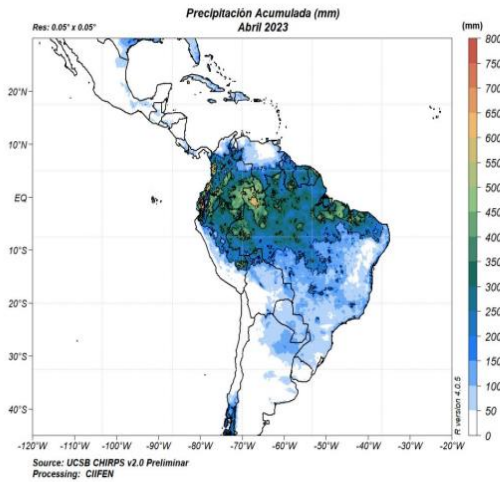 Precipitación Acumulada (mm)
Abril 2023
Res: 0.05° x 0.05°
(mm)
800
750
700
650
600
550
500
450
400
350
300
250
200
150
100
50
0
20°N
10°N
EQ
10°S
20°S
30°S
40°S
R version 4.0.5
-120°W -110°W -100°W -90°W -80°W -70°W -60°W -50°W -40°W -30°W -20°W
Source: UCSB CHIRPS v2.0 Preliminar
Processing: CIIFEN